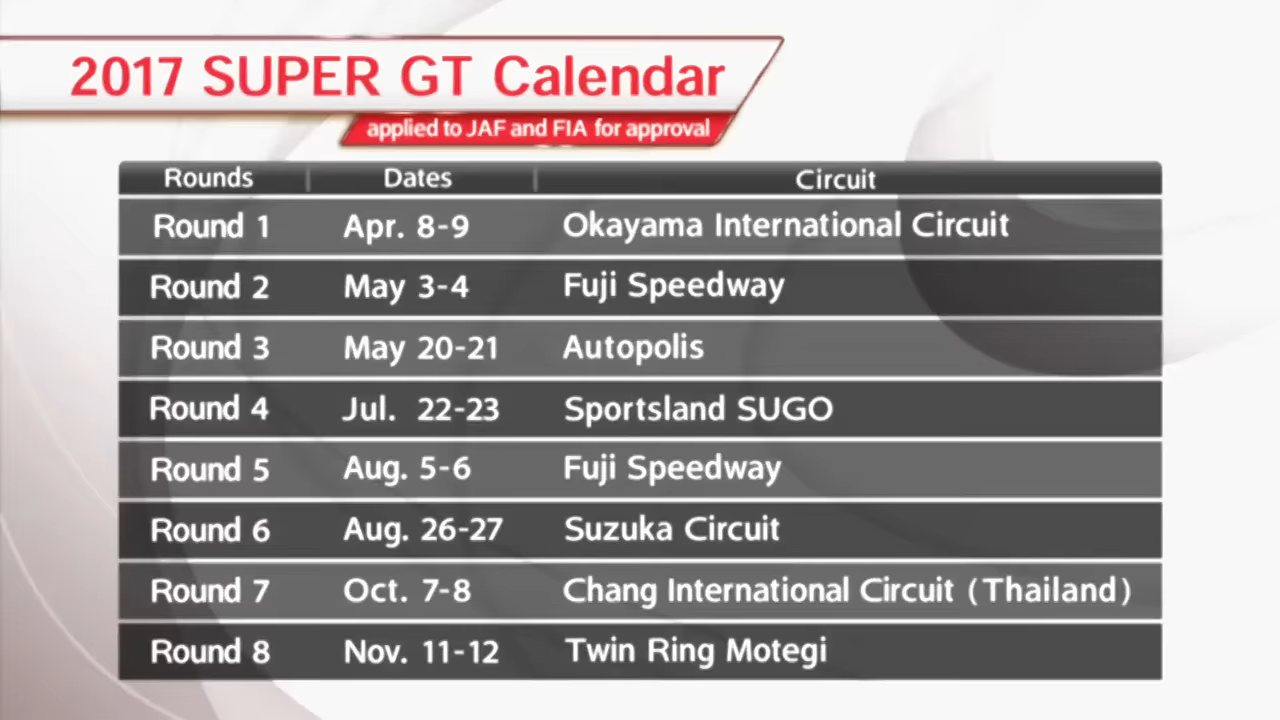 2017 SUPER GT Calendar
applied to JAF and FIA for approval
Rounds Dates Circuit
Round 1 Apr. 8-9 Okayama International Circuit
Round 2 May 3-4 Fuji Speedway
Round 3 May 20-21 Autopolis
Round 4 Jul. 22-23 Sportsland SUGO
Round 5 Aug. 5-6 Fuji Speedway
Round 6 Aug. 26-27 Suzuka Circuit
Round 7 Oct. 7-8 Chang International Circuit (Thailand)
Round 8 Nov. 11-12 Twin Ring Motegi